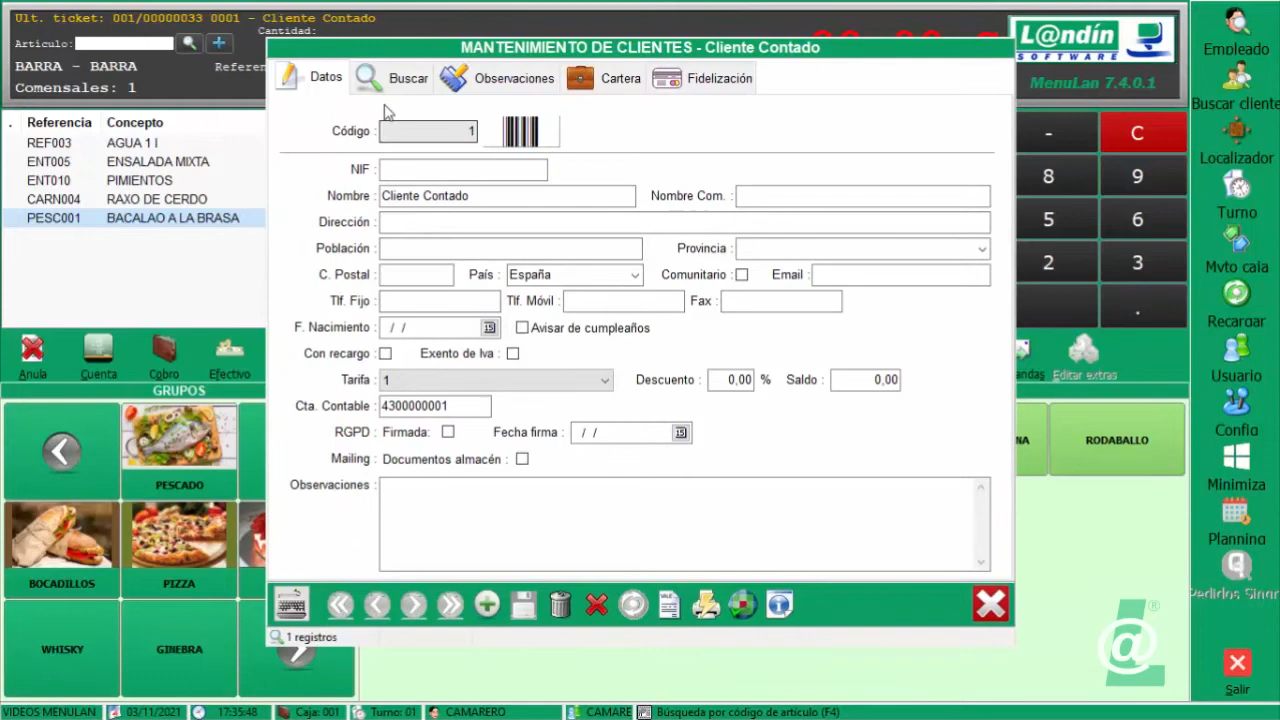 Ult. ticket: 001/00000033 0001 - Cliente Contado
Artículo:
Cantidad:
BARRA - BARRA
Comensales: 1
L@ndín
SOFTWARE
MenuLan 7.4.0.1
. Referencia Concepto
REF003 AGUA 1 l
ENT005 ENSALADA MIXTA
ENT010 PIMIENTOS
CARN004 RAXO DE CERDO
PESC001 BACALAO A LA BRASA
Anula
Cuenta
Cobro
Efectivo
GRUPOS
PESCADO
BOCADILLOS
PIZZA
WHISKY
GINEBRA
MANTENIMIENTO DE CLIENTES - Cliente Contado
Datos
Buscar
Observaciones
Cartera
Fidelización
Código : 1
NIF :
Nombre : Cliente Contado
Nombre Com. :
Dirección :
Población :
Provincia :
C. Postal :
País : España
Comunitario :
Email :
Tlf. Fijo :
Tlf. Móvil :
Fax :
F. Nacimiento : / / 15
Avisar de cumpleaños
Con recargo :
Exento de Iva :
Tarifa : 1
Descuento : 0,00 %
Saldo : 0,00
Cta. Contable : 4300000001
RGPD : Firmada:
Fecha firma : / / 15
Mailing : Documentos almacén :
Observaciones :
VALE
1 registros
- C
8 9
5 6
2 3
.
Editar extras
RODABALLO
Empleado
Localizador
Turno
Mvto caja
Recargar
Usuario
Config
Minimiza
Planning
Salir
VIDEOS MENULAN
03/11/2021
17:35:48
Caja: 001
Turno: 01
CAMARERO
CAMARE
Búsqueda por código de artículo (F4)